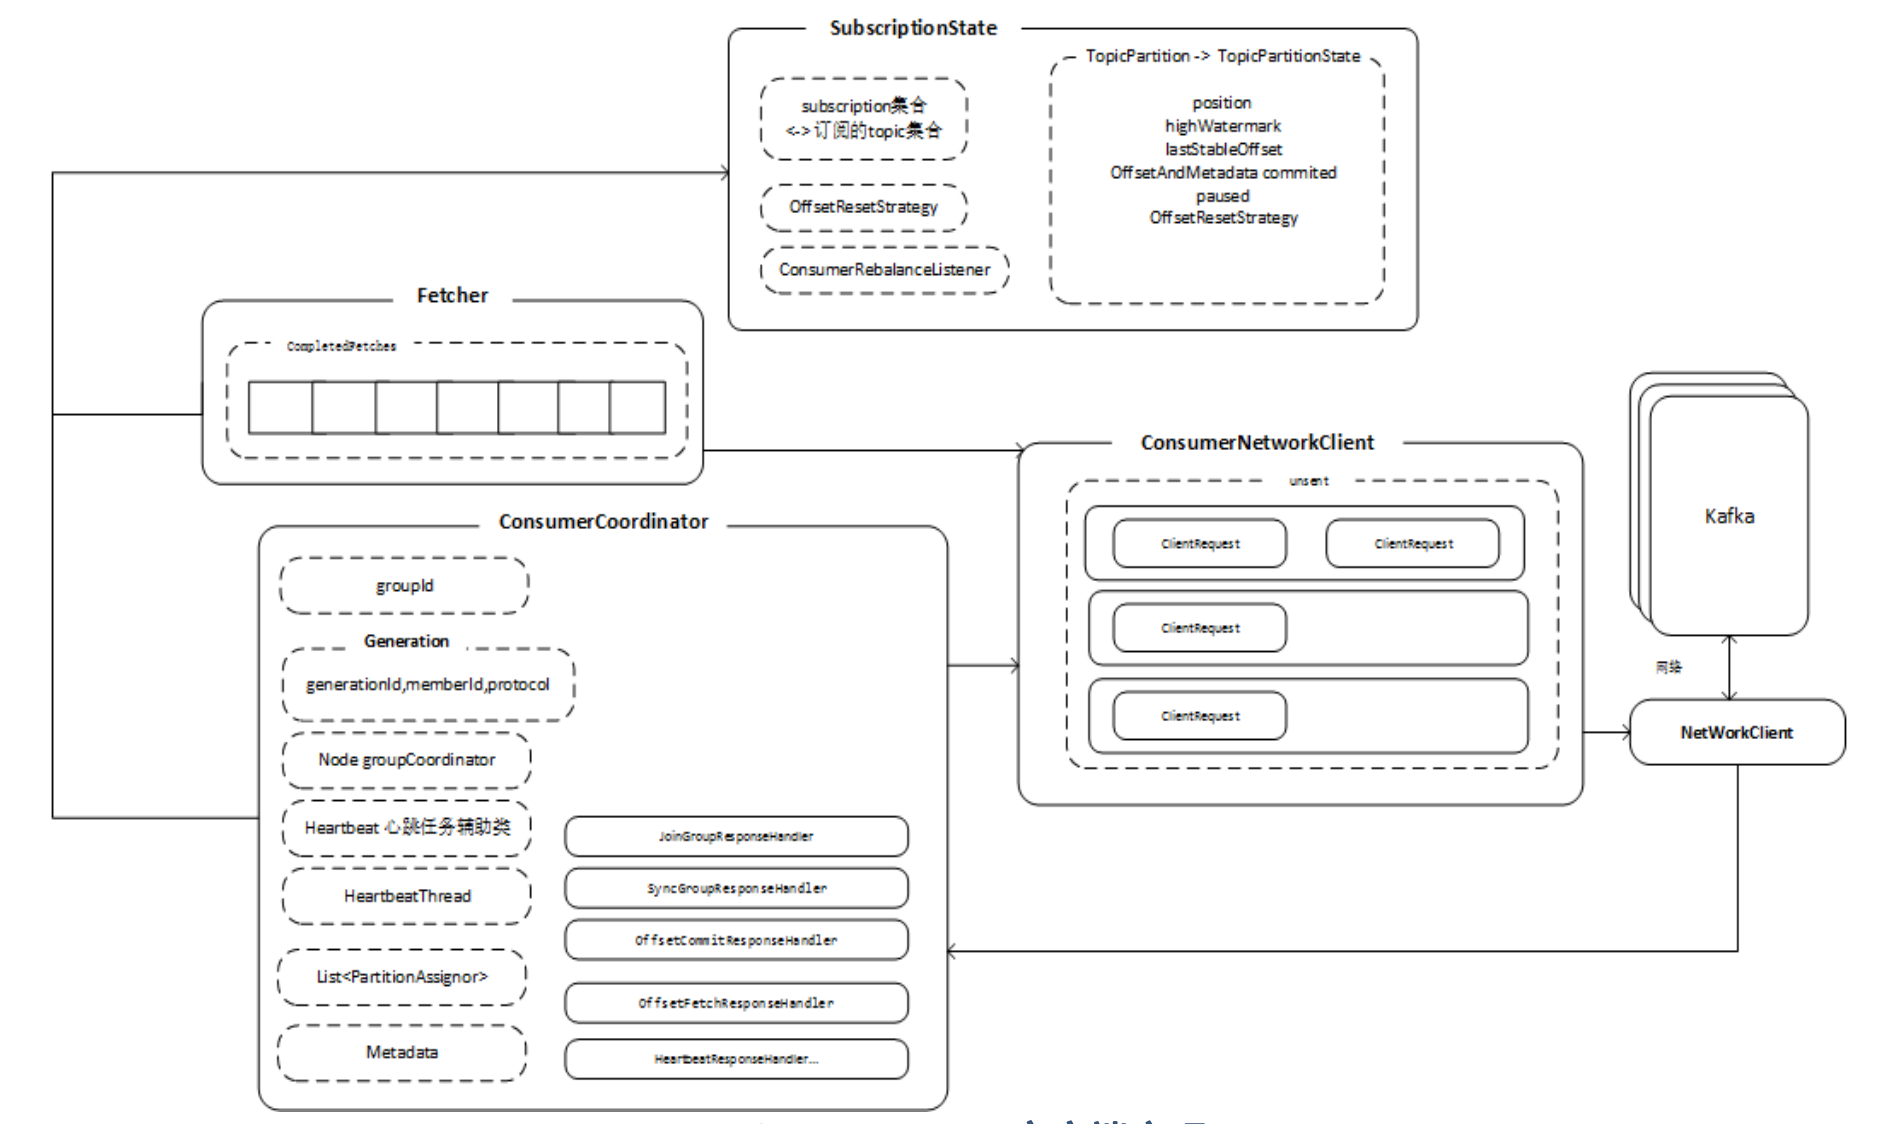 SubscriptionState
subscription集合
<->订阅的topic集合
OffsetResetStrategy
ConsumerRebalanceListener
TopicPartition -> TopicPartitionState
position
highWatermark
lastStableOffset
OffsetAndMetadata commited
paused
OffsetResetStrategy
Fetcher
CompletedFetches
ConsumerNetworkClient
unsent
ClientRequest
ClientRequest
ClientRequest
ClientRequest
Kafka
网络
NetWorkClient
ConsumerCoordinator
groupId
Generation
generationId,memberId,protocol
Node groupCoordinator
Heartbeat 心跳任务辅助类
HeartbeatThread
List<PartitionAssignor>
Metadata
JoinGroupResponseHandler
SyncGroupResponseHandler
OffsetCommitResponseHandler
OffsetFetchResponseHandler
HeartbeatResponseHandler...